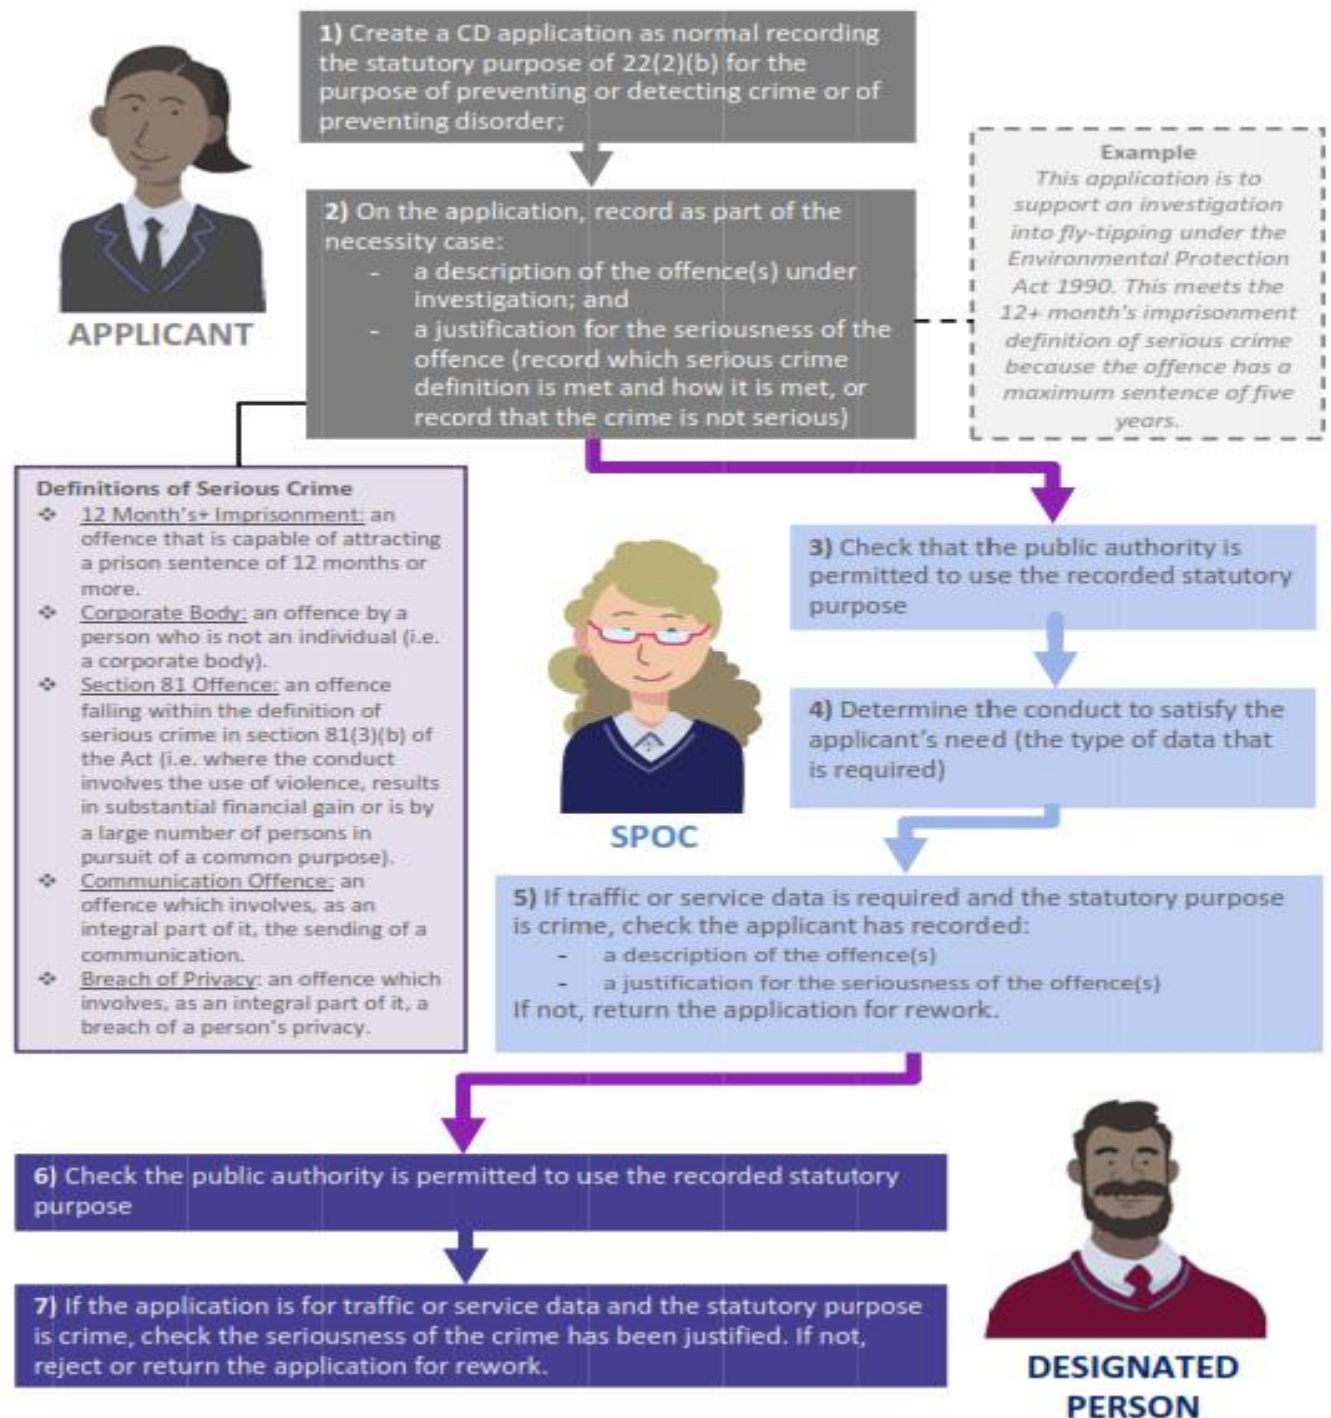 1) Create a CD application as normal recording
the statutory purpose of 22(2)(b) for the
purpose of preventing or detecting crime or of
preventing disorder;
APPLICANT
2) On the application, record as part of the
necessity case:
- a description of the offence(s) under
investigation; and
- a justification for the seriousness of the
offence (record which serious crime
definition is met and how it is met, or
record that the crime is not serious)
Example
This application is to
support an investigation
into fly-tipping under the
Environmental Protection
Act 1990. This meets the
12+ month's imprisonment
definition of serious crime
because the offence has a
maximum sentence of five
years.
Definitions of Serious Crime
❖ 12 Month's+ Imprisonment: an
offence that is capable of attracting
a prison sentence of 12 months or
more.
❖ Corporate Body: an offence by a
person who is not an individual (i.e.
a corporate body).
❖ Section 81 Offence: an offence
falling within the definition of
serious crime in section 81(3)(b) of
the Act (i.e. where the conduct
involves the use of violence, results
in substantial financial gain or is by
a large number of persons in
pursuit of a common purpose).
❖ Communication Offence: an
offence which involves, as an
integral part of it, the sending of a
communication.
❖ Breach of Privacy: an offence which
involves, as an integral part of it, a
breach of a person's privacy.
SPOC
3) Check that the public authority is
permitted to use the recorded statutory
purpose
4) Determine the conduct to satisfy the
applicant's need (the type of data that
is required)
5) If traffic or service data is required and the statutory purpose
is crime, check the applicant has recorded:
- a description of the offence(s)
- a justification for the seriousness of the offence(s)
If not, return the application for rework.
6) Check the public authority is permitted to use the recorded statutory
purpose
7) If the application is for traffic or service data and the statutory purpose
is crime, check the seriousness of the crime has been justified. If not,
reject or return the application for rework.
DESIGNATED
PERSON